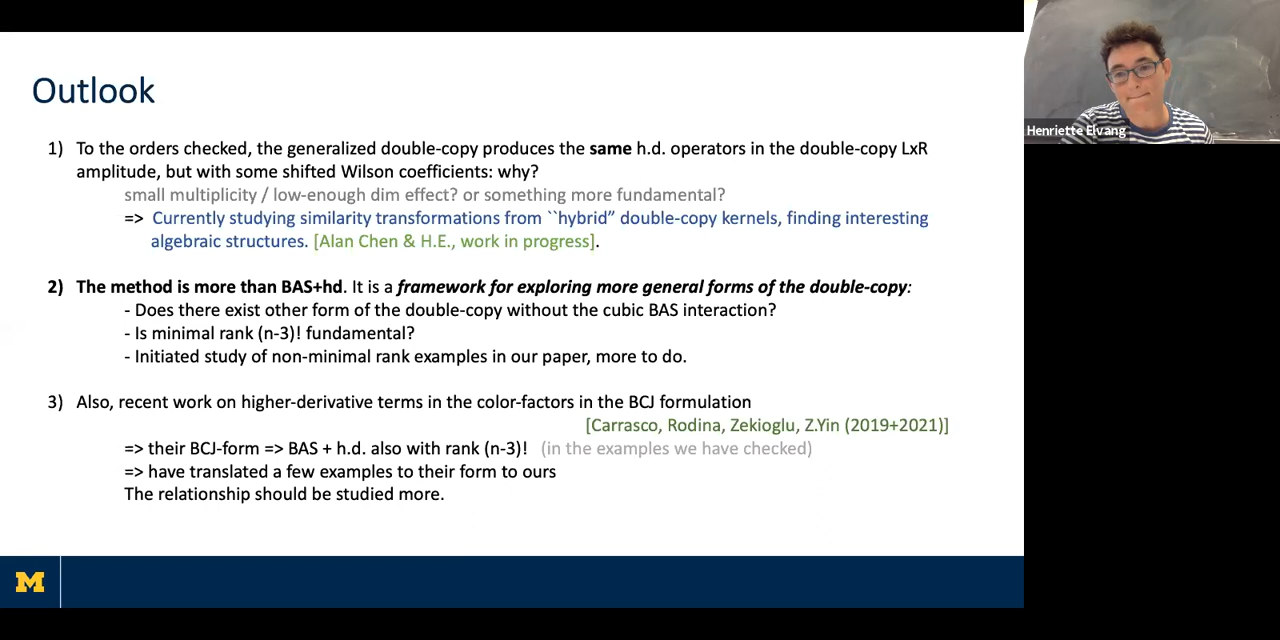 Outlook
1) To the orders checked, the generalized double-copy produces the same h.d. operators in the double-copy LxR
amplitude, but with some shifted Wilson coefficients: why?
small multiplicity / low-enough dim effect? or something more fundamental?
=> Currently studying similarity transformations from ``hybrid” double-copy kernels, finding interesting
algebraic structures. [Alan Chen & H.E., work in progress].
2) The method is more than BAS+hd. It is a framework for exploring more general forms of the double-copy:
- Does there exist other form of the double-copy without the cubic BAS interaction?
- Is minimal rank (n-3)! fundamental?
- Initiated study of non-minimal rank examples in our paper, more to do.
3) Also, recent work on higher-derivative terms in the color-factors in the BCJ formulation
[Carrasco, Rodina, Zekioglu, Z.Yin (2019+2021)]
=> their BCJ-form => BAS + h.d. also with rank (n-3)! (in the examples we have checked)
=> have translated a few examples to their form to ours
The relationship should be studied more.
M
Henriette Elvang